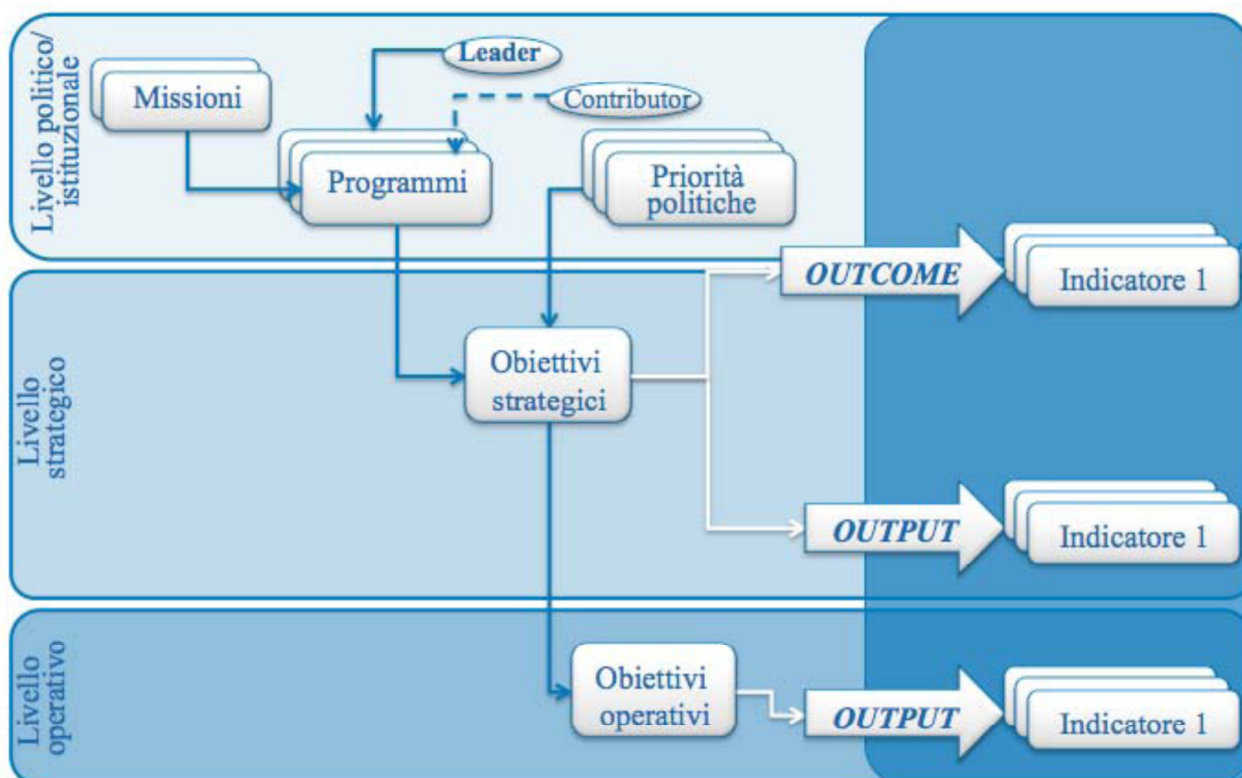 Livello politico/
istituzionale
Leader
Missioni
Contributor
Programmi
Priorità
politiche
OUTCOME
Indicatore 1
Livello
strategico
Obiettivi
strategici
OUTPUT
Indicatore 1
Livello
operativo
Obiettivi
operativi
OUTPUT
Indicatore 1